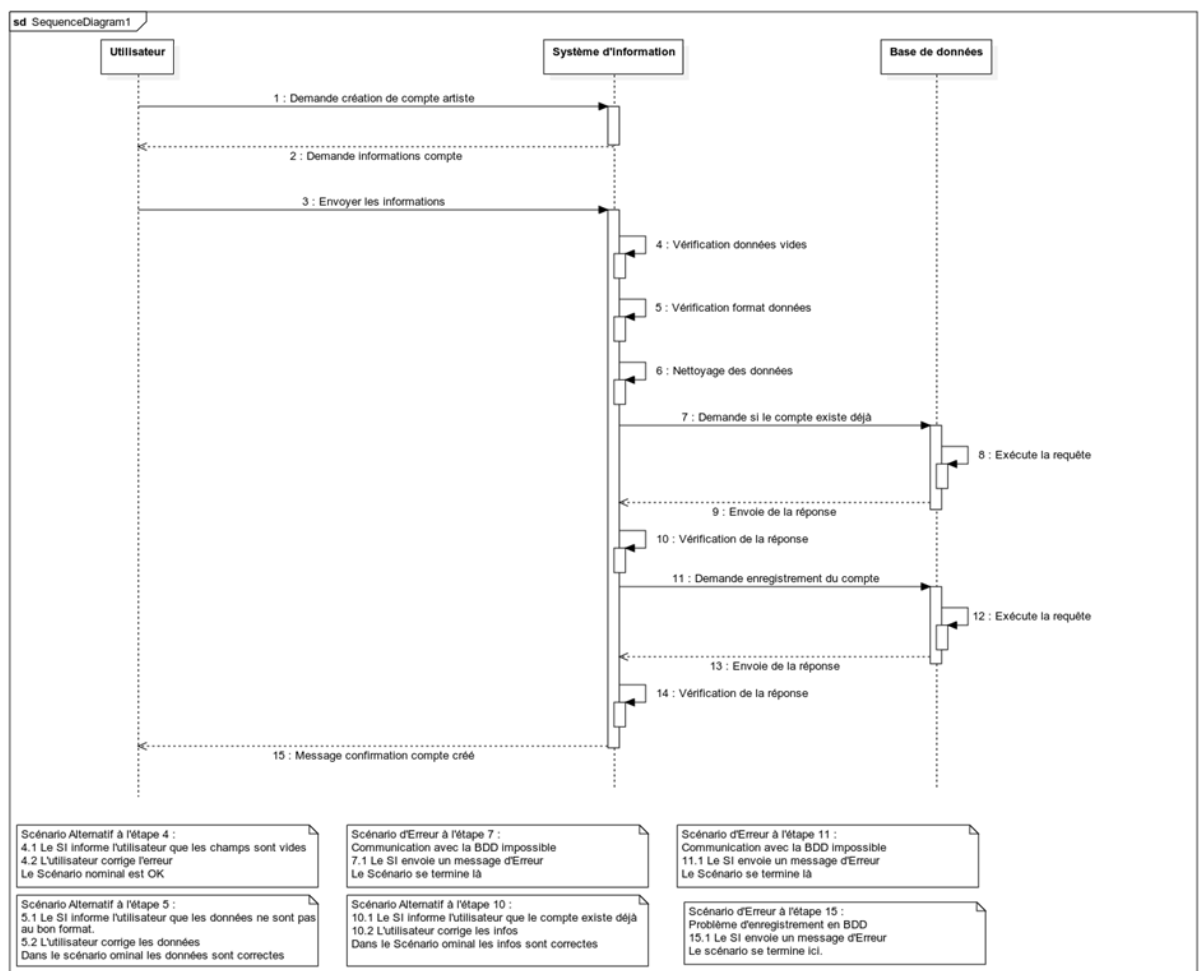 sd SequenceDiagram1
Utilisateur
Système d'information
Base de données
1 : Demande création de compte artiste
2 : Demande informations compte
3 : Envoyer les informations
4 : Vérification données vides
5 : Vérification format données
6 : Nettoyage des données
7 : Demande si le compte existe déjà
8 : Exécute la requête
9 : Envoie de la réponse
10 : Vérification de la réponse
11 : Demande enregistrement du compte
12 : Exécute la requête
13 : Envoie de la réponse
14 : Vérification de la réponse
15 : Message confirmation compte créé
Scénario Alternatif à l'étape 4 :
4.1 Le SI informe l'utilisateur que les champs sont vides
4.2 L'utilisateur corrige l'erreur
Le Scénario nominal est OK
Scénario d'Erreur à l'étape 7 :
Communication avec la BDD impossible
7.1 Le SI envoie un message d'Erreur
Le Scénario se termine là
Scénario d'Erreur à l'étape 11 :
Communication avec la BDD impossible
11.1 Le SI envoie un message d'Erreur
Le Scénario se termine là
Scénario Alternatif à l'étape 5 :
5.1 Le SI informe l'utilisateur que les données ne sont pas
au bon format.
5.2 L'utilisateur corrige les données
Dans le scénario ominal les données sont correctes
Scénario Alternatif à l'étape 10 :
10.1 Le SI informe l'utilisateur que le compte existe déjà
10.2 L'utilisateur corrige les infos
Dans le Scénario ominal les infos sont correctes
Scénario d'Erreur à l'étape 15 :
Problème d'enregistrement en BDD
15.1 Le SI envoie un message d'Erreur
Le scénario se termine ici.